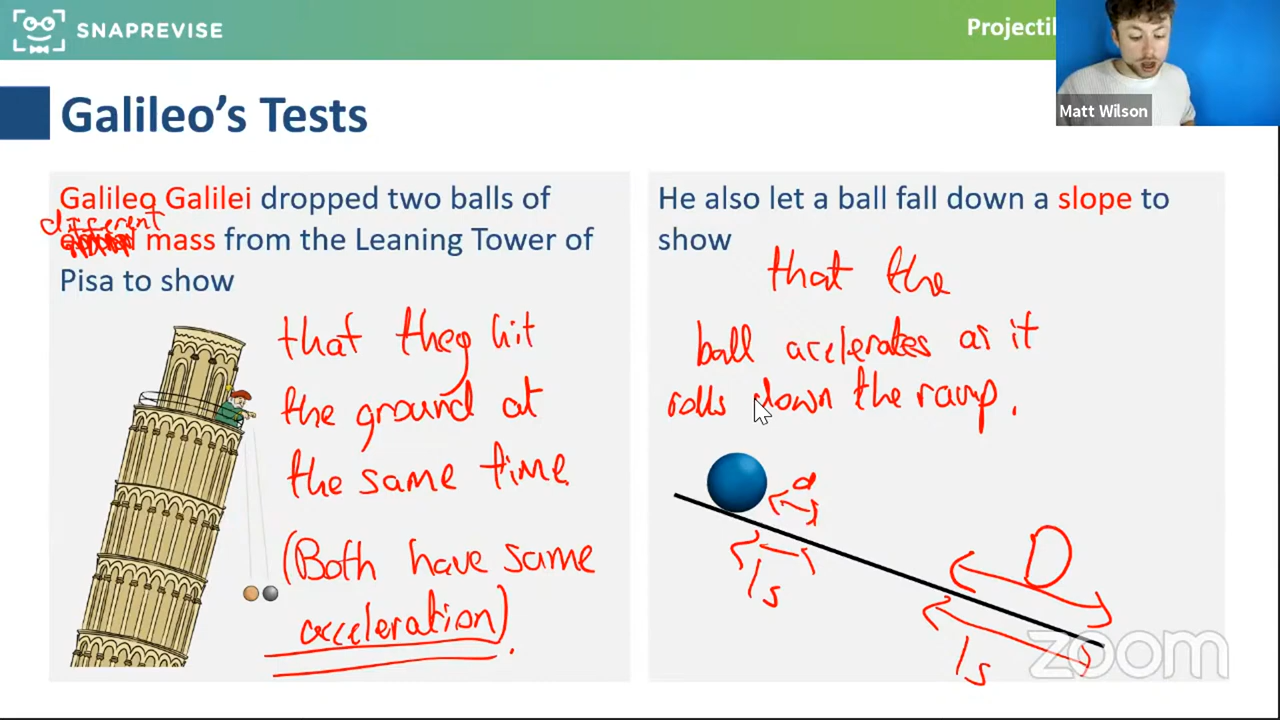 SNAPREVISE
Projectil
Matt Wilson
Galileo's Tests
Galileo Galilei dropped two balls of
different
mass from the Leaning Tower of
Pisa to show
that they hit
the ground at
the same time.
(Both have same
acceleration).
He also let a ball fall down a slope to
show
that the
ball accelerates as it
rolls down the ramp.
d
1s
D
1s
zoom